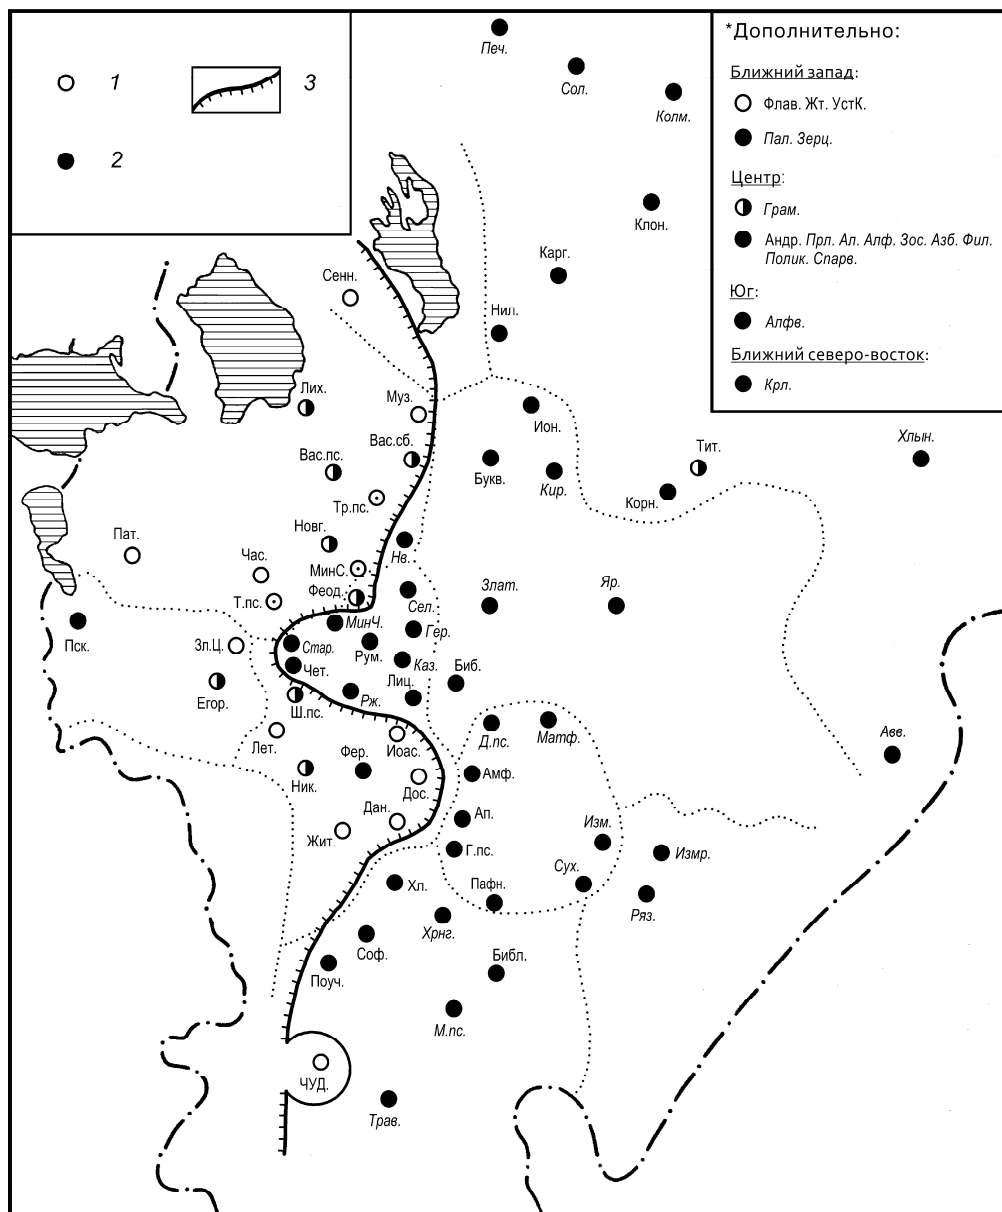 1
3
2
*Дополнительно:
Ближний запад:
Флав. Жт. УстК.
Пал. Зерц.
Центр:
Грам.
Андр. Прл. Ал. Алф. Зос. Азб. Фил.
Полик. Спарв.
Юг:
Алфв.
Ближний северо-восток:
Крл.
Печ.
Сол.
Колм.
Клон.
Карг.
Сенн.
Нил.
Лих.
Муз.
Ион.
Вас.сб.
Тит.
Хлын.
Вас.пс.
Букв.
Кир.
Корн.
Тр.пс.
Новг.
Пат.
Нв.
Час.
МинС.
Феод.
Т.пс.
Сел.
Злат.
Яр.
Пск.
МинЧ.
Гер.
Зл.Ц.
Стар.
Рум.
Каз.
Чет.
Лиц.
Биб.
Егор.
Ш.пс.
Рж.
Лет.
Иоас.
Д.пс.
Матф.
Авв.
Фер.
Ник.
Дос.
Амф.
Дан.
Ап.
Жит.
Изм.
Г.пс.
Измр.
Сух.
Хл.
Пафн.
Хрнг.
Ряз.
Соф.
Библ.
Поуч.
М.пс.
ЧУД.
Трав.